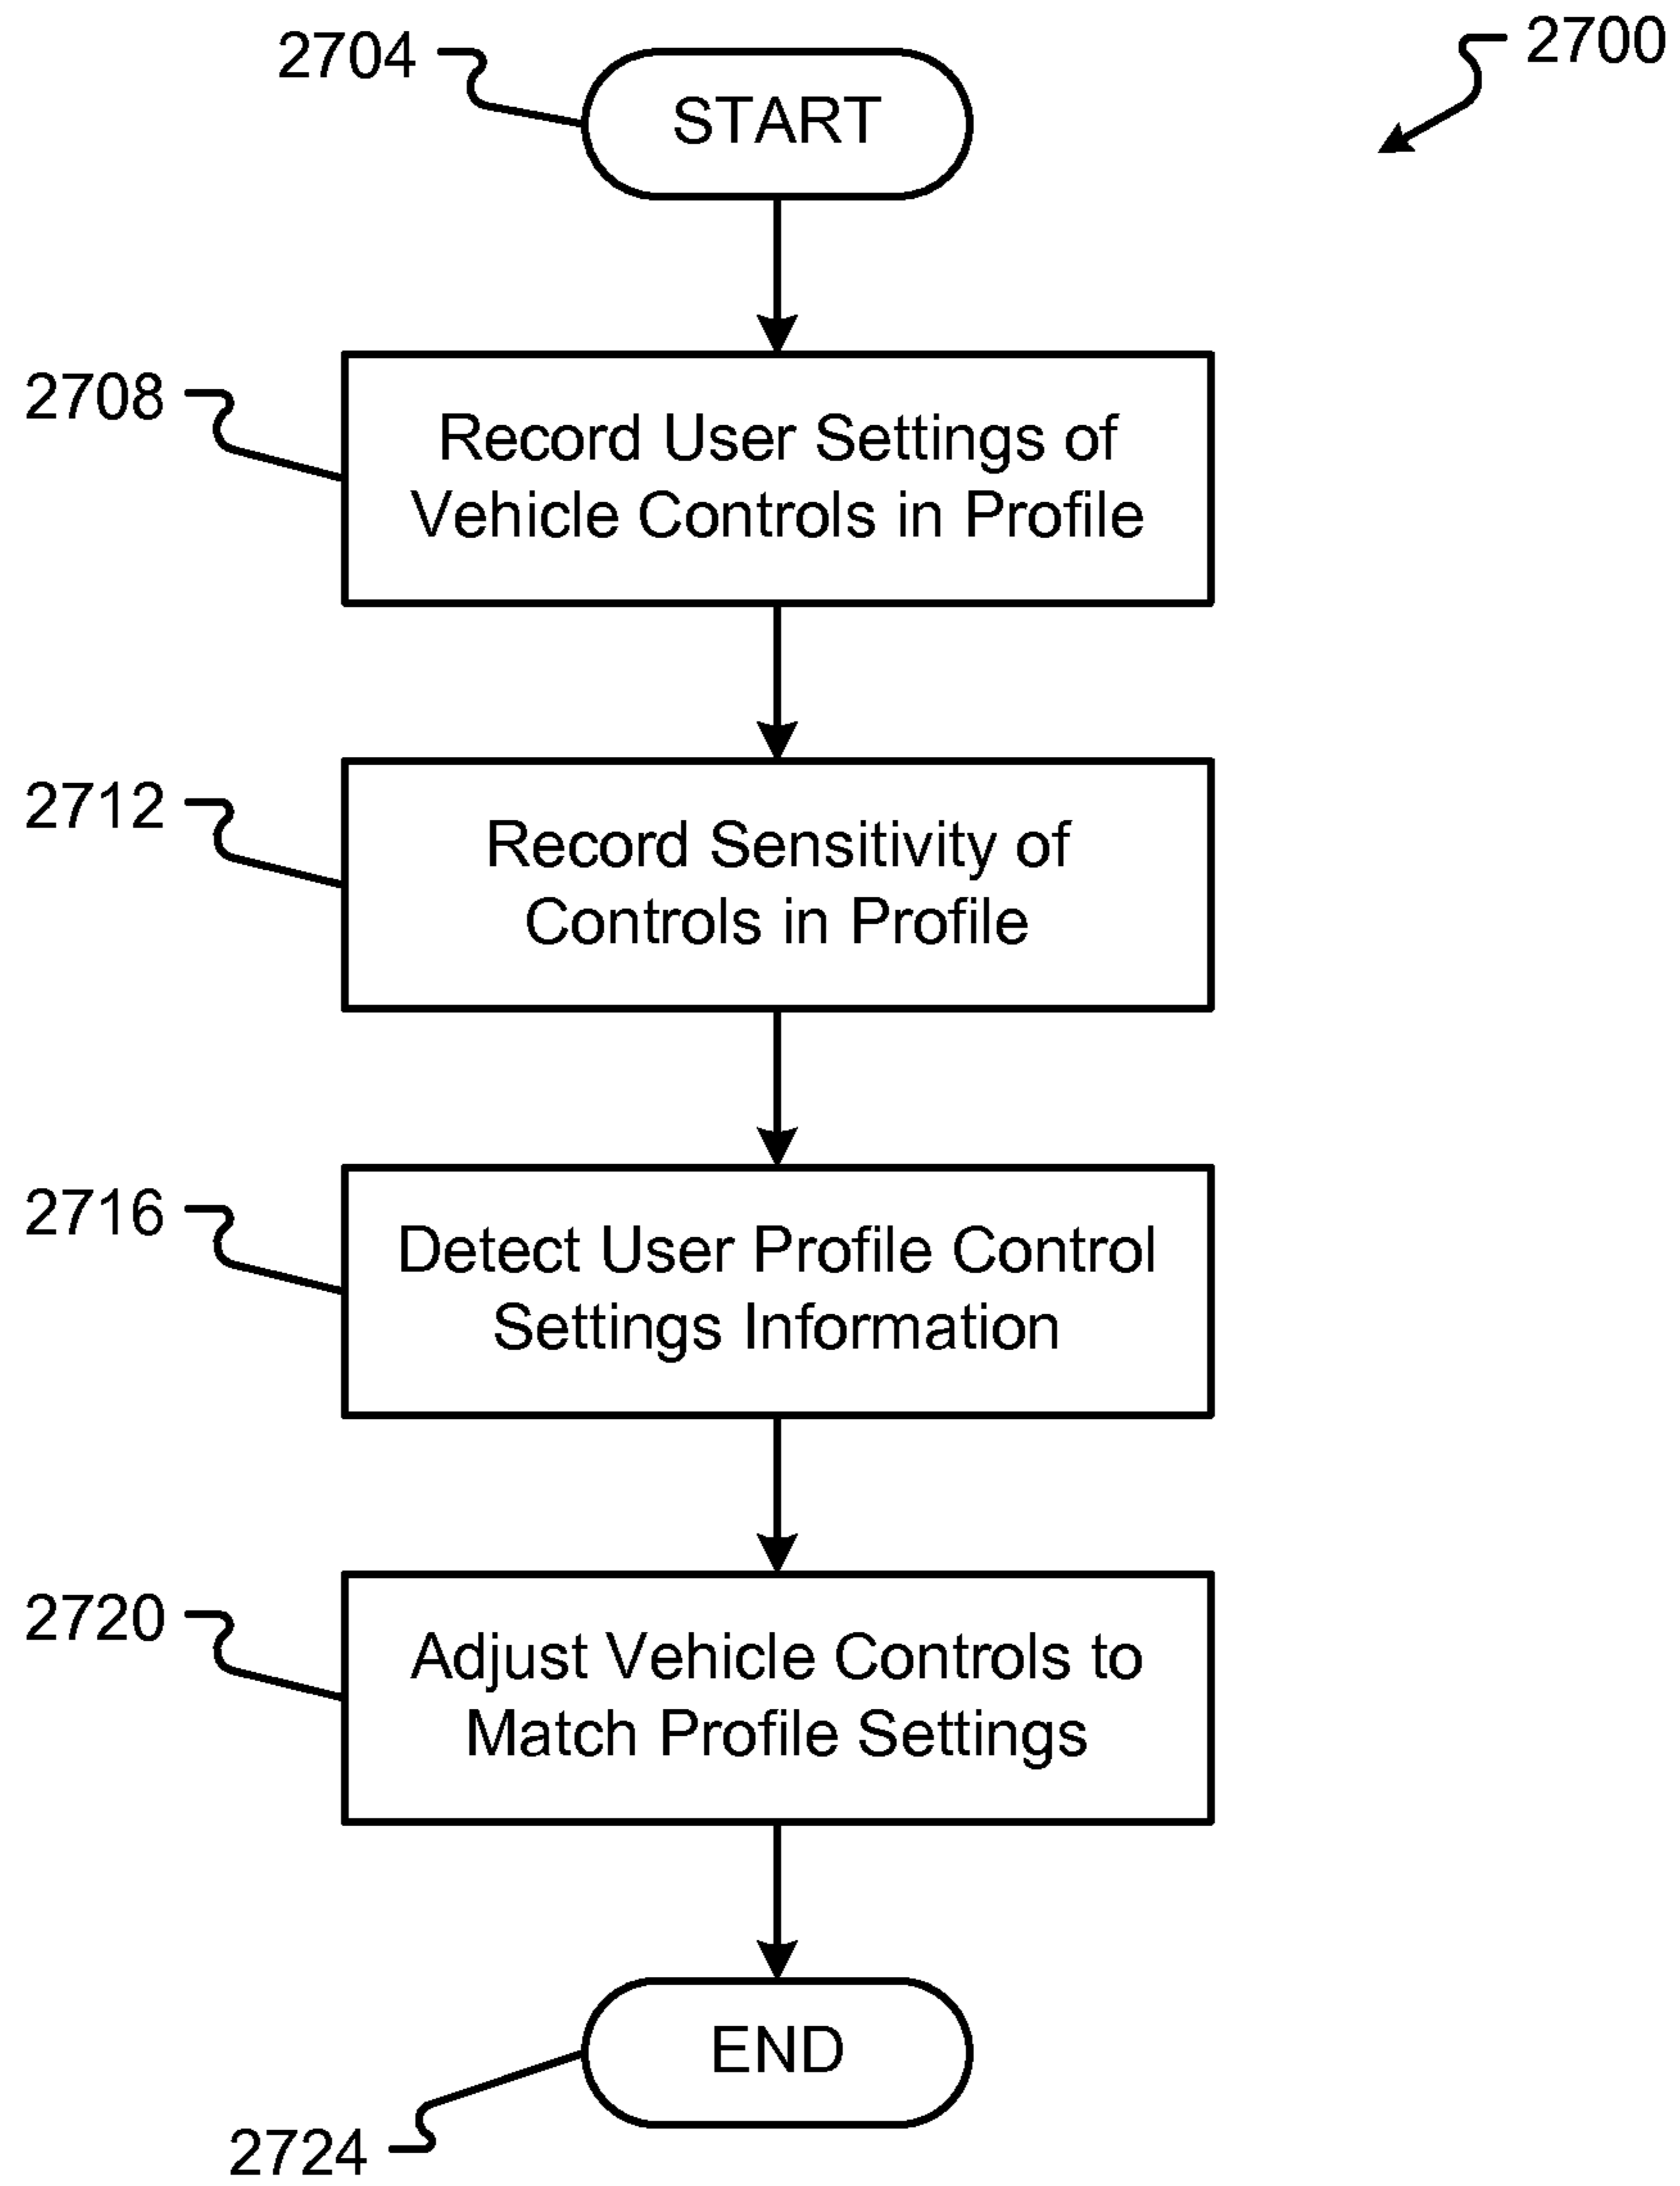 2700
2704
START
2708
Record User Settings of
Vehicle Controls in Profile
2712
Record Sensitivity of
Controls in Profile
2716
Detect User Profile Control
Settings Information
2720
Adjust Vehicle Controls to
Match Profile Settings
END
2724